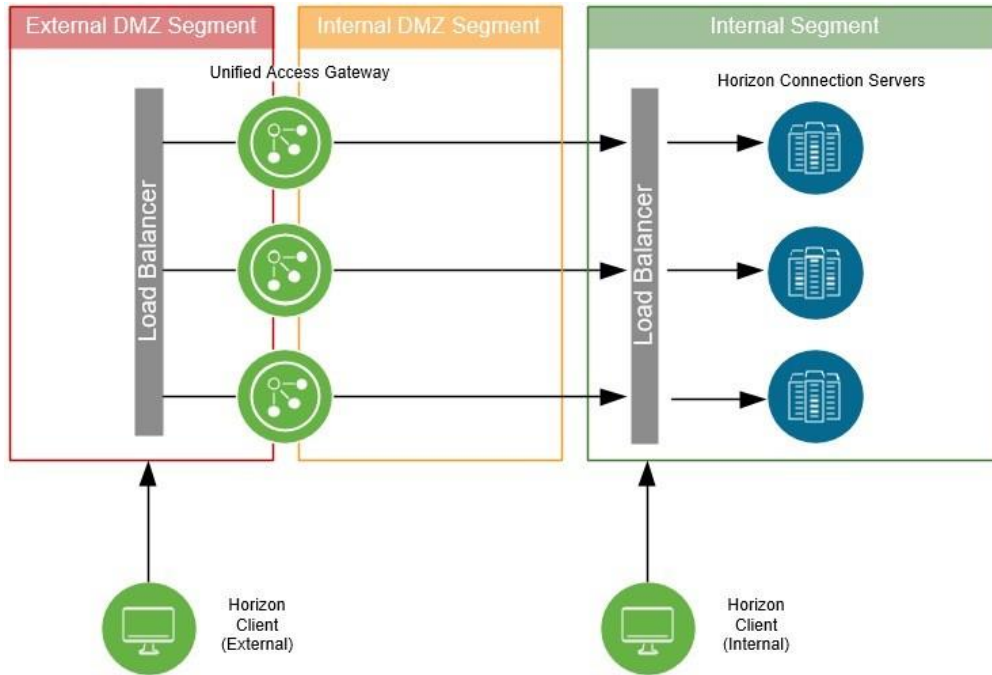 External DMZ Segment
Internal DMZ Segment
Internal Segment
Unified Access Gateway
Horizon Connection Servers
Load Balancer
Load Balancer
Horizon
Client
(External)
Horizon
Client
(Internal)